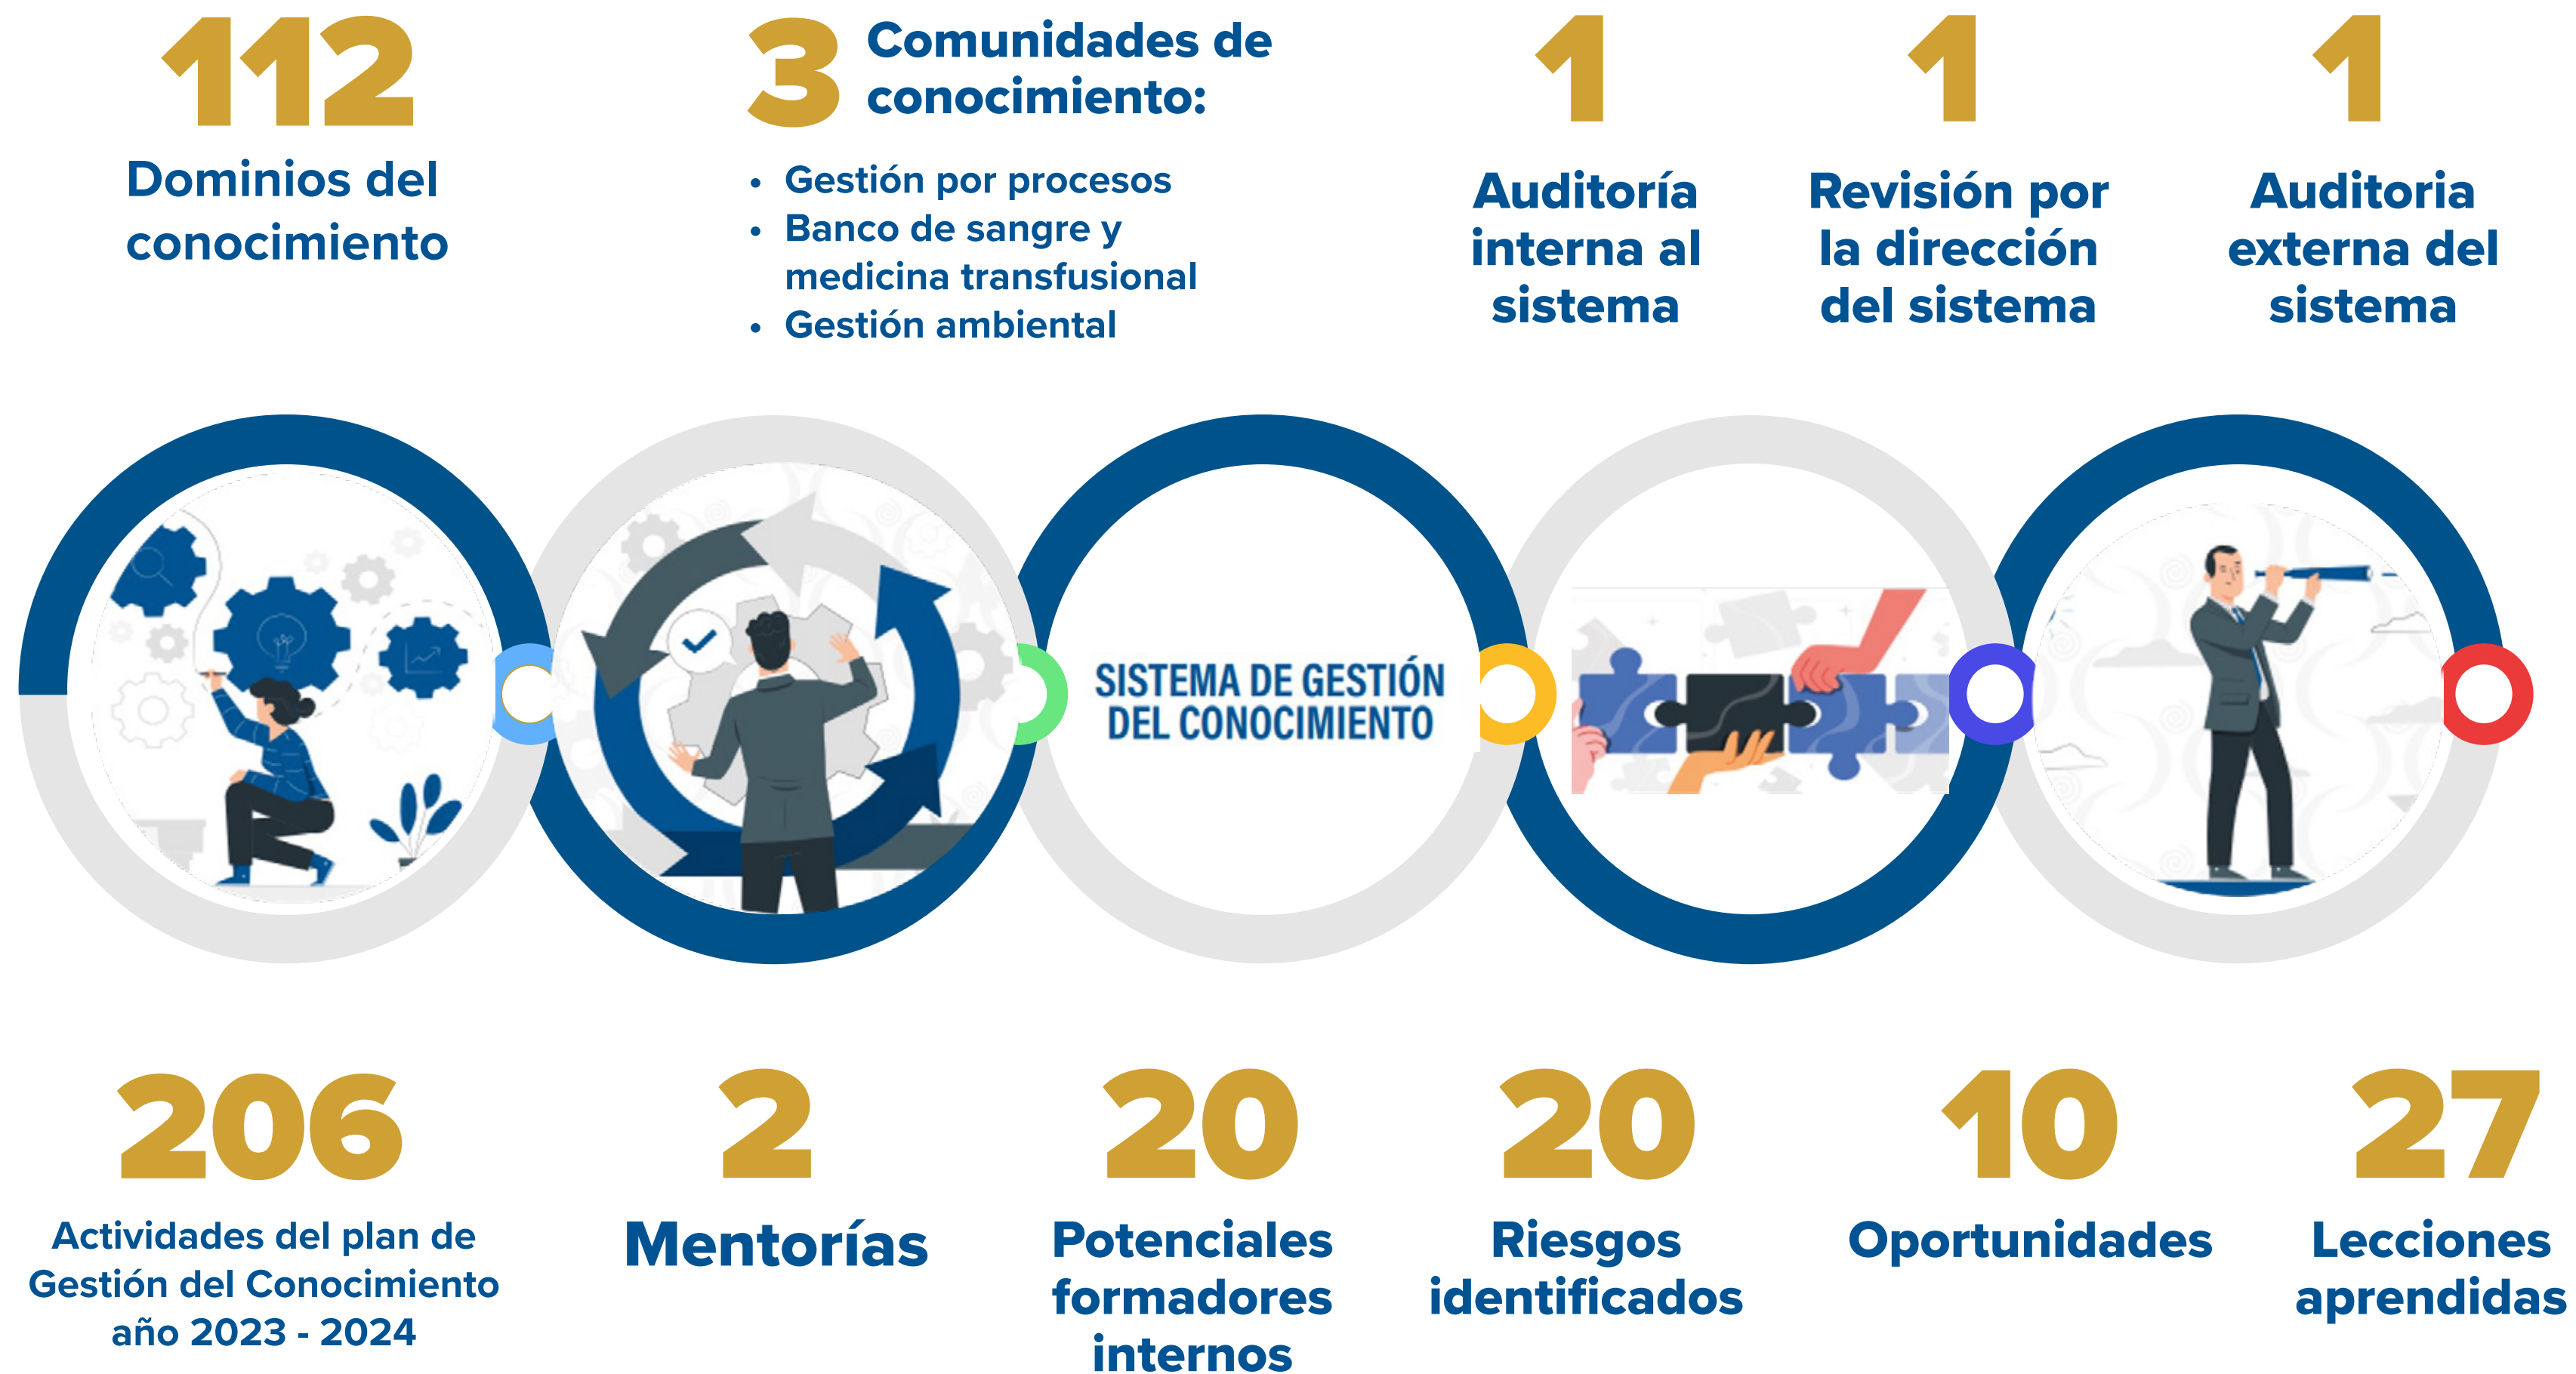 112
Dominios del
conocimiento
3
Comunidades de
conocimiento:
• Gestión por procesos
• Banco de sangre y
medicina transfusional
• Gestión ambiental
1
Auditoría
interna al
sistema
1
Revisión por
la dirección
del sistema
1
Auditoria
externa del
sistema
SISTEMA DE GESTIÓN
DEL CONOCIMIENTO
206
Actividades del plan de
Gestión del Conocimiento
año 2023 - 2024
2
Mentorías
20
Potenciales
formadores
internos
20
Riesgos
identificados
10
Oportunidades
27
Lecciones
aprendidas